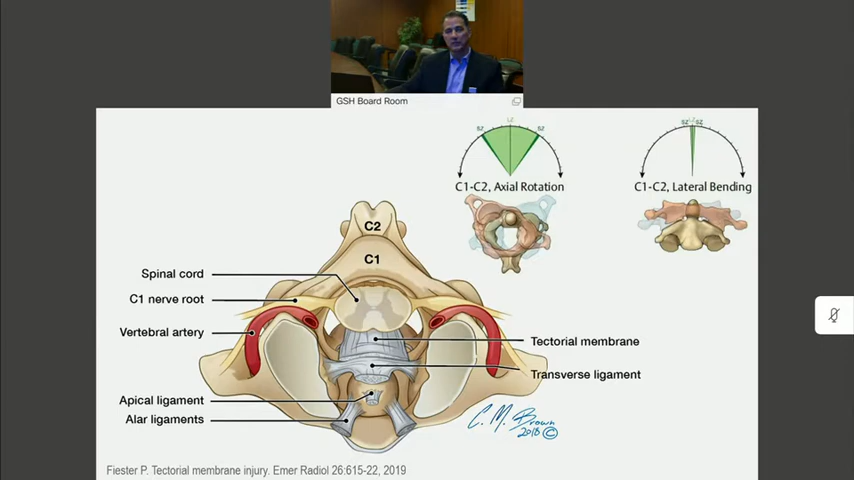 GSH Board Room
C1-C2, Axial Rotation
C1-C2, Lateral Bending
C2
C1
Spinal cord
C1 nerve root
Vertebral artery
Tectorial membrane
Transverse ligament
Apical ligament
Alar ligaments
C. M. Brown
2018 ©
Fiester P. Tectorial membrane injury. Emer Radiol 26:615-22, 2019